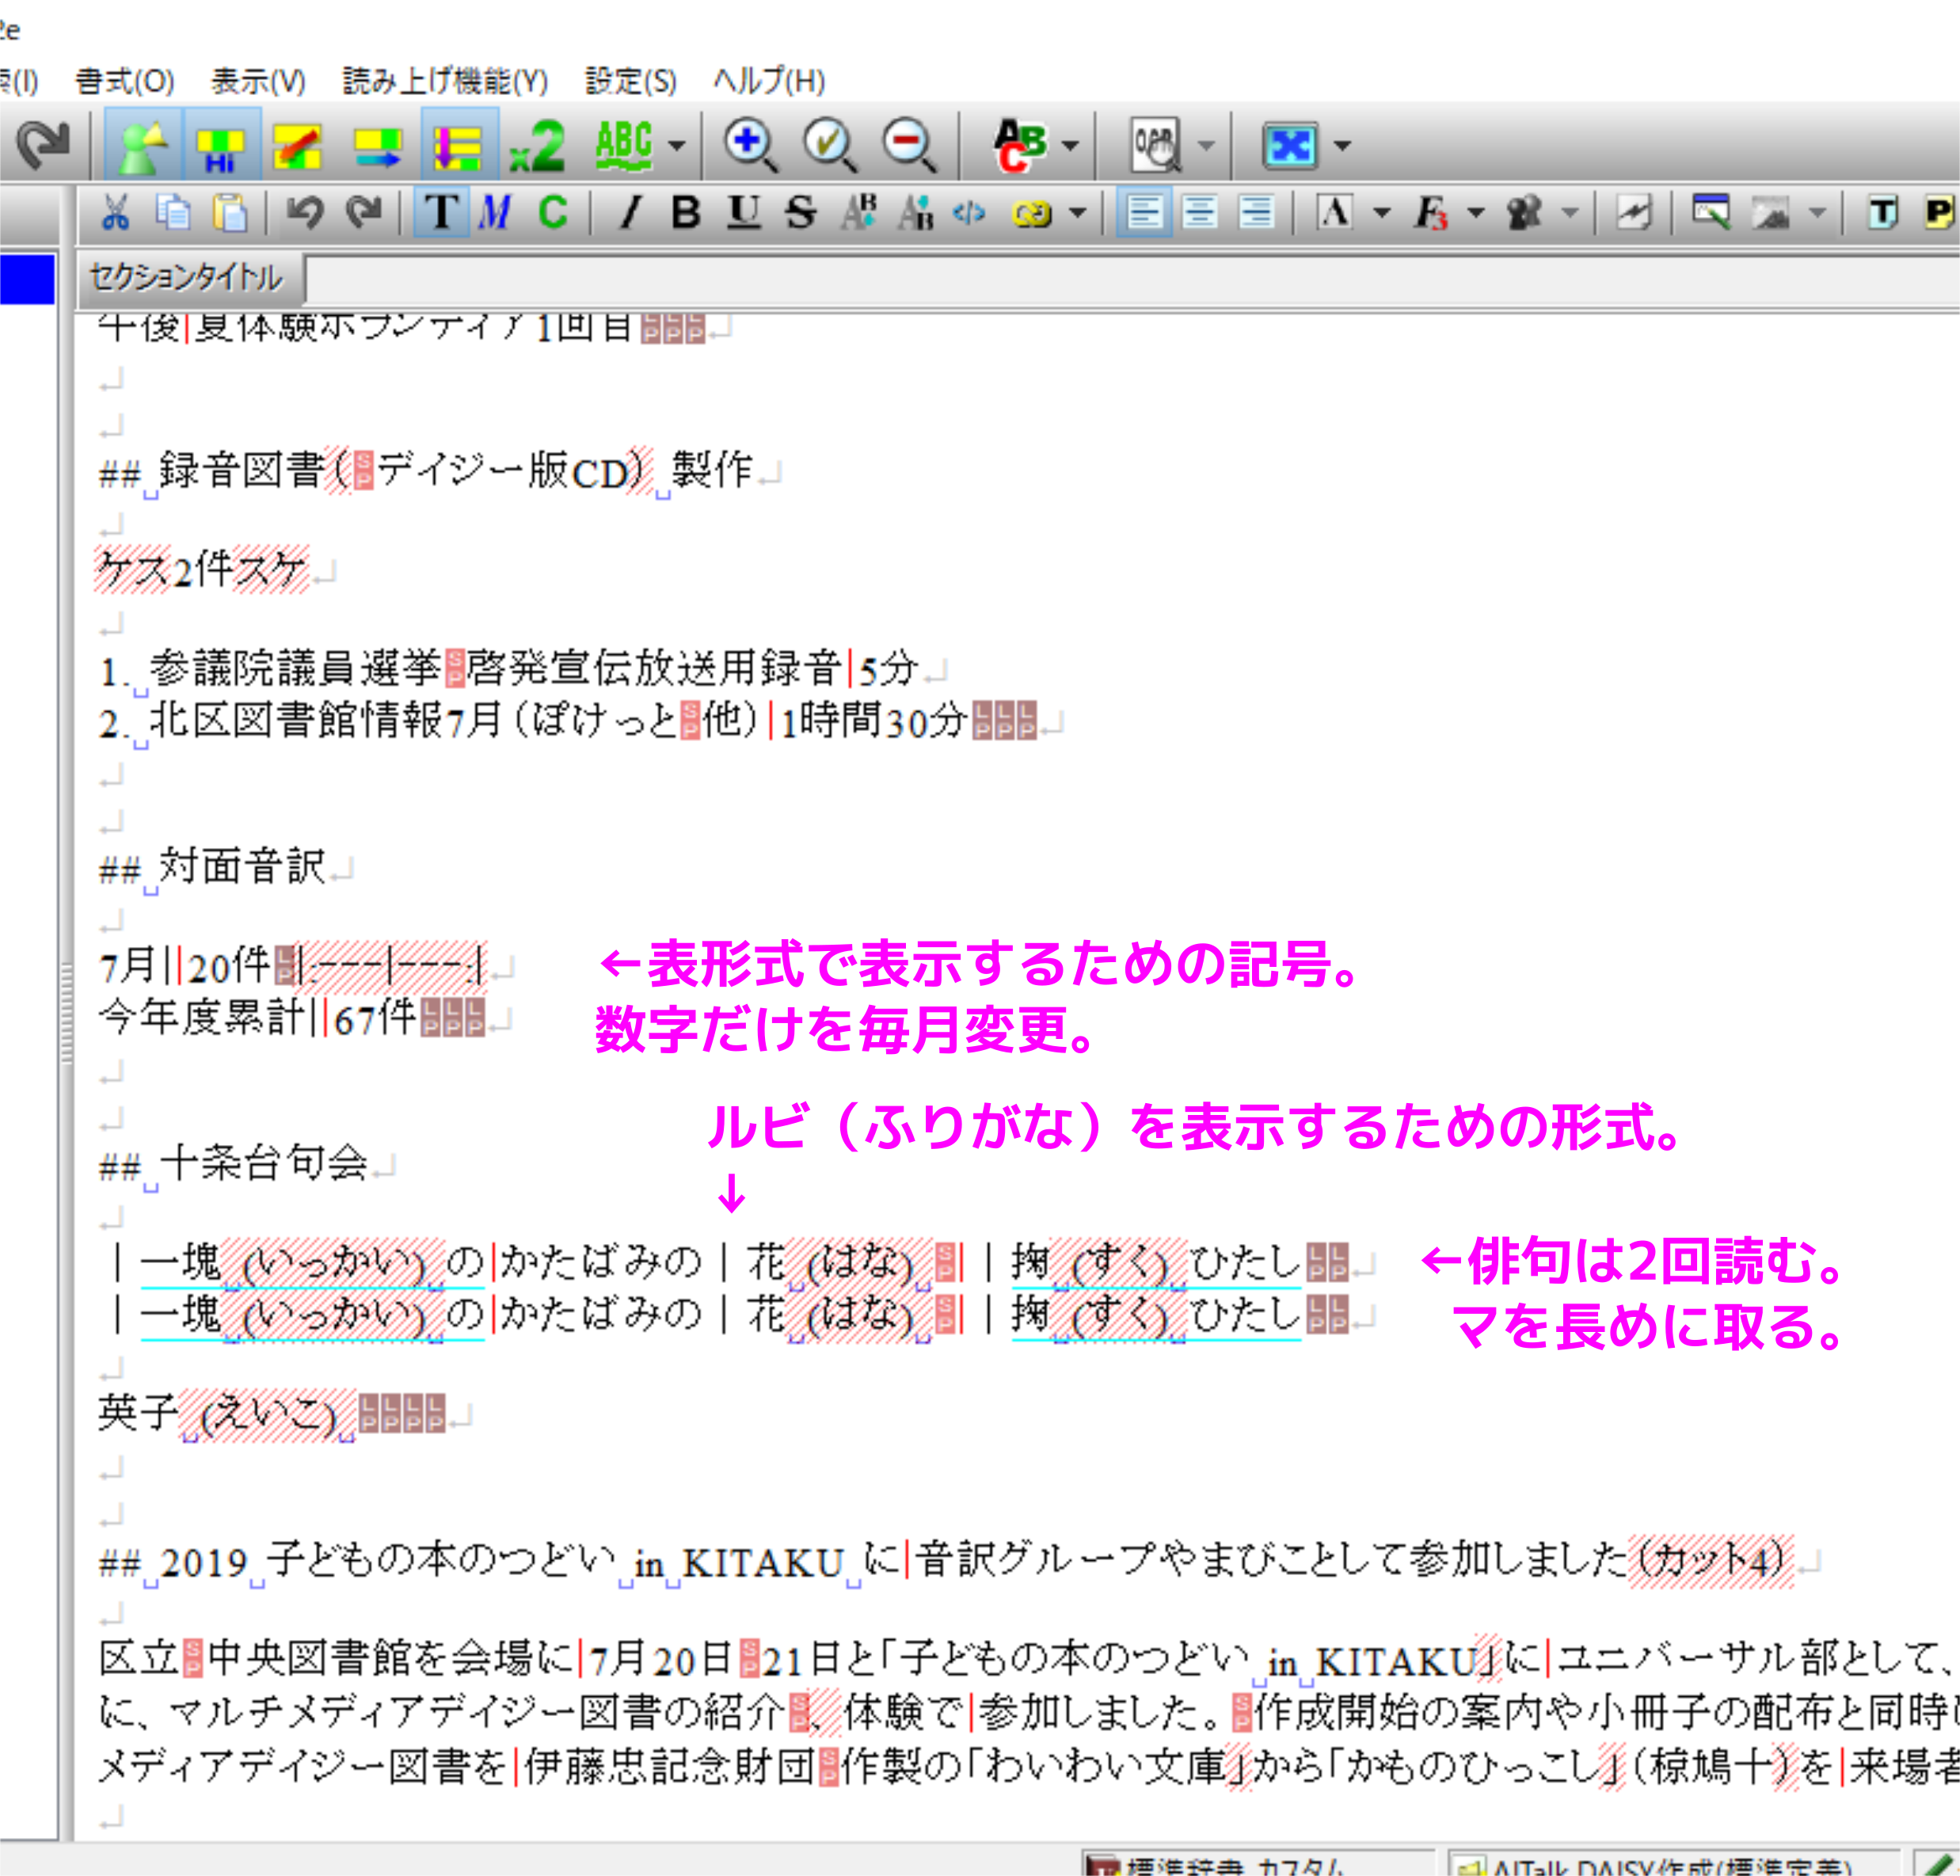 書式(O) 表示(V) 読み上げ機能(Y) 設定(S) ヘルプ(H)
セクションタイトル
午後|夏体験ボランティア1回目
## 録音図書(デイジー版CD) 製作
ケス2件スケ
1. 参議院議員選挙啓発宣伝放送用録音|5分
2. 北区図書館情報7月(ぽけっと他)|1時間30分
## 対面音訳
7月||20件|:---|---:|
←表形式で表示するための記号。
今年度累計||67件
数字だけを毎月変更。
ルビ（ふりがな）を表示するための形式。
↓
## 十条台句会
｜一塊 (いっかい) の|かたばみの｜花 (はな) |｜掬 (すく) ひたし
←俳句は2回読む。
｜一塊 (いっかい) の|かたばみの｜花 (はな) |｜掬 (すく) ひたし
マを長めに取る。
英子 (えいこ)
## 2019 子どもの本のつどい in KITAKU に|音訳グループやまびことして参加しました(カット4)
区立中央図書館を会場に|7月20日21日と「子どもの本のつどい in KITAKU」に|ユニバーサル部として、
に、マルチメディアデイジー図書の紹介、体験で|参加しました。作成開始の案内や小冊子の配布と同時
メディアデイジー図書を|伊藤忠記念財団作製の「わいわい文庫」から「かものひっこし」(椋鳩十)を|来場者
標準辞書 カスタム
AITalk DAISY作成(標準定義)